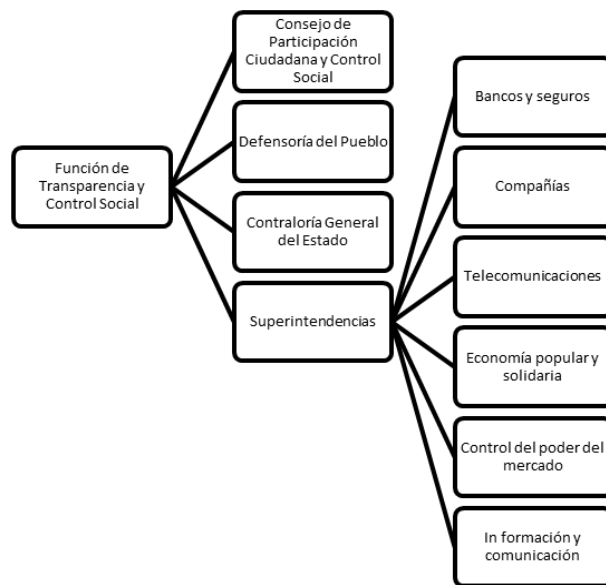 Función de
Transparencia y
Control Social
Consejo de
Participación
Ciudadana y Control
Social
Defensoría del Pueblo
Contraloría General
del Estado
Superintendencias
Bancos y seguros
Compañías
Telecomunicaciones
Economía popular y
solidaria
Control del poder del
mercado
In formación y
comunicación